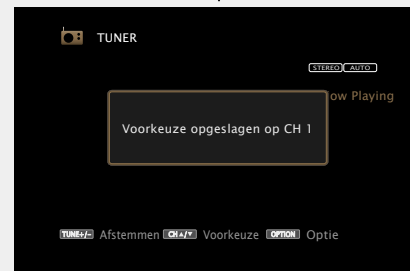 TUNER
STEREO AUTO
ow Playing
Voorkeuze opgeslagen op CH 1
TUNE+/- Afstemmen CH▲/▼ Voorkeuze OPTION Optie